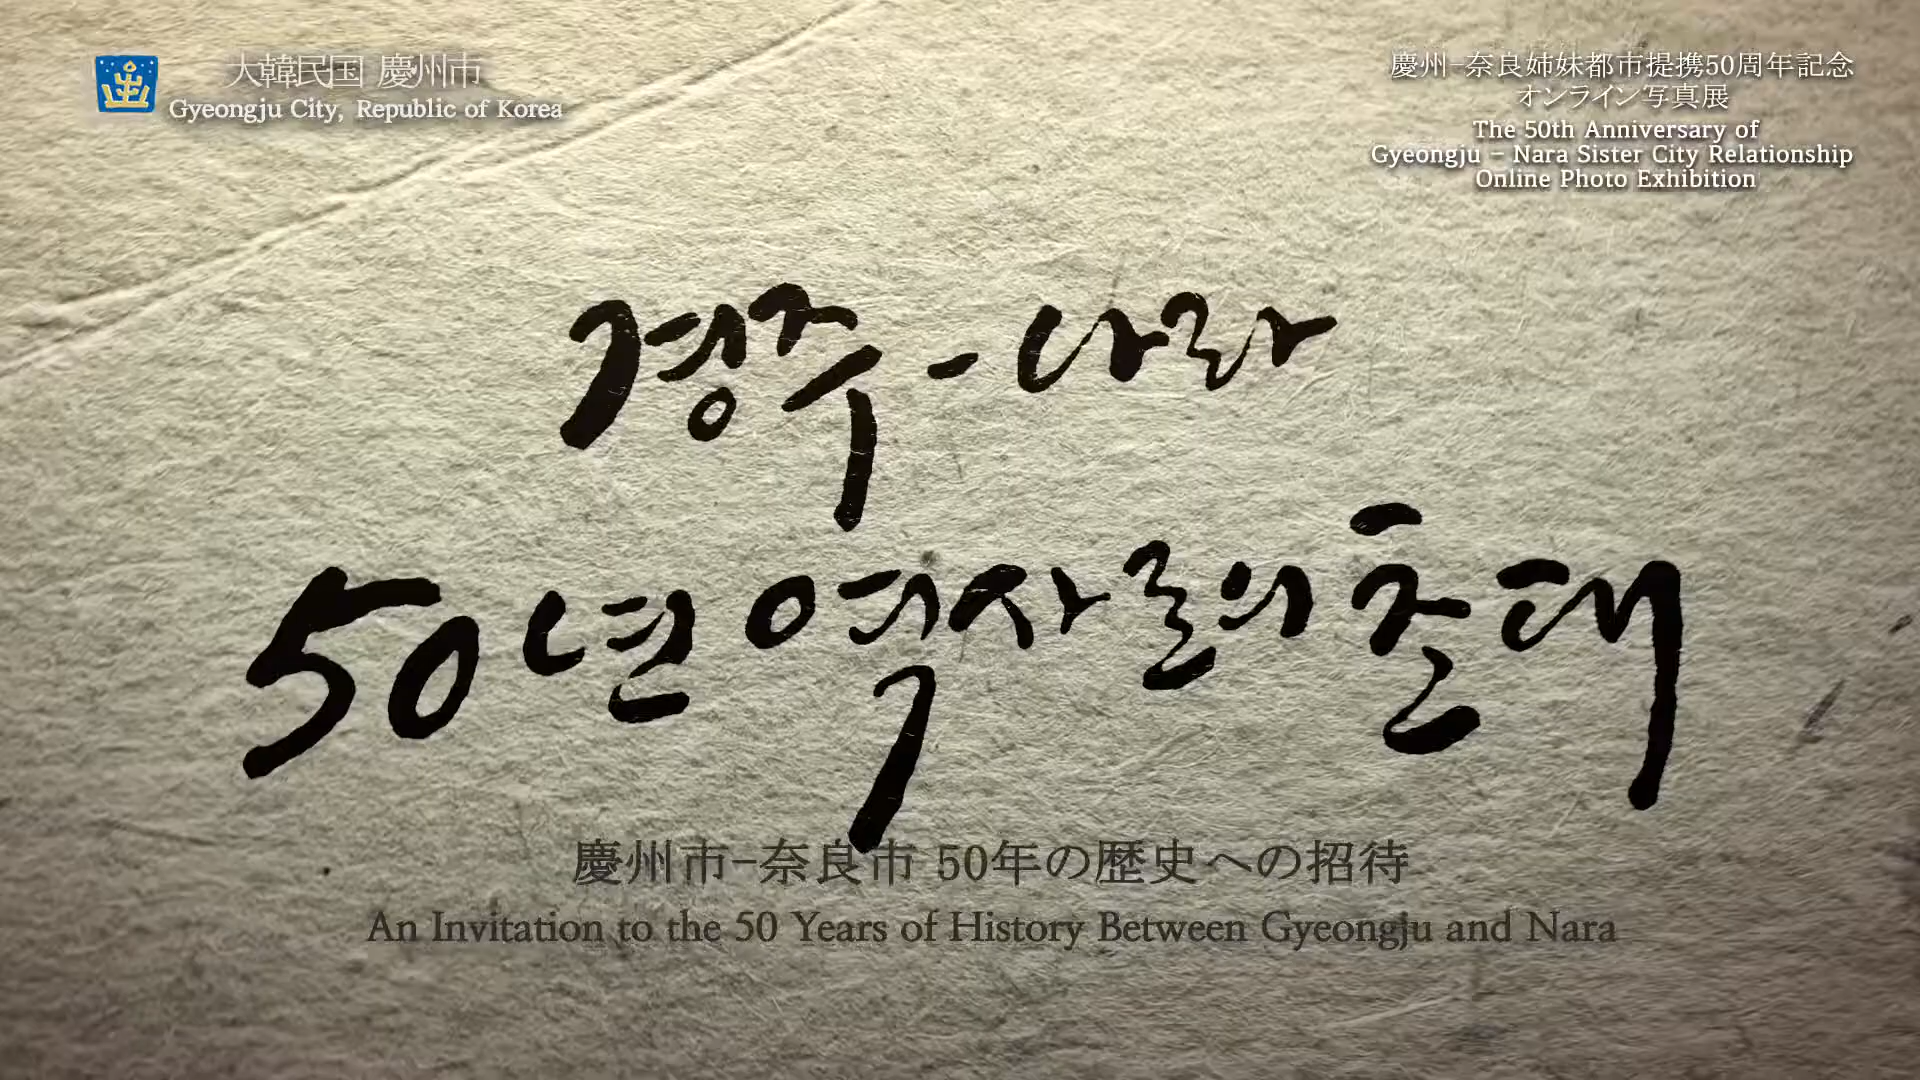 大韓民国 慶州市
Gyeongju City, Republic of Korea
慶州-奈良姉妹都市提携50周年記念
オンライン写真展
The 50th Anniversary of
Gyeongju - Nara Sister City Relationship
Online Photo Exhibition
경주-나라
50년 역사로의 초대
慶州市-奈良市 50年の歴史への招待
An Invitation to the 50 Years of History Between Gyeongju and Nara